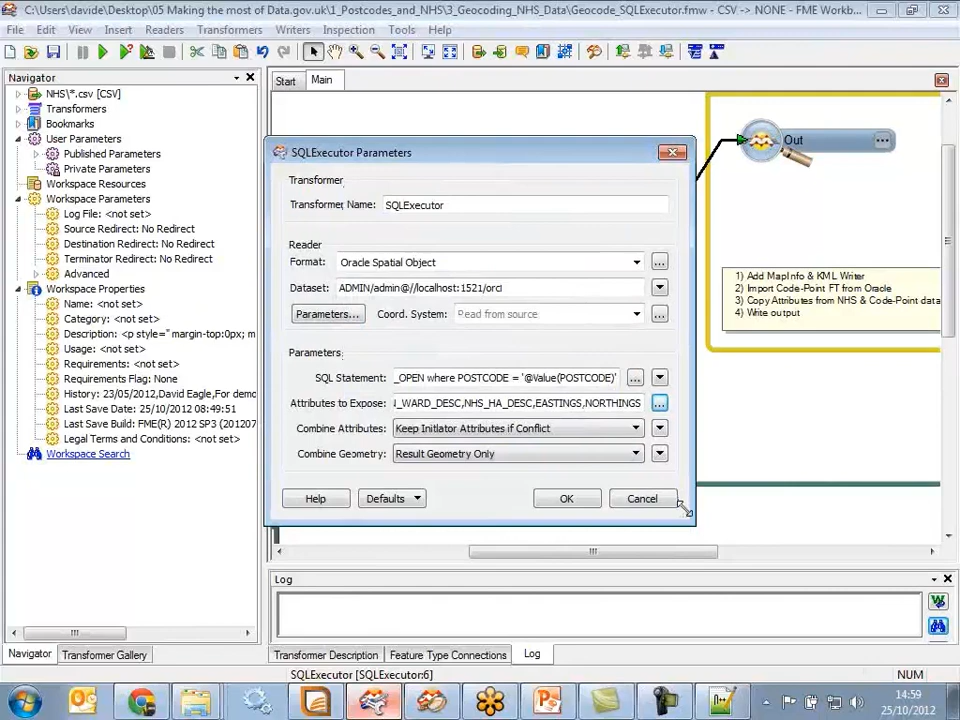 C:\Users\davide\Desktop\05 Making the most of Data.gov.uk\1_Postcodes_and_NHS\3_Geocoding_NHS_Data\Geocode_SQLExecutor.fmw - CSV -> NONE - FME Workb...
File Edit View Insert Readers Transformers Writers Inspection Tools Help
Navigator
NHS\*.csv [CSV]
Transformers
Bookmarks
User Parameters
Published Parameters
Private Parameters
Workspace Resources
Workspace Parameters
Log File: <not set>
Source Redirect: No Redirect
Destination Redirect: No Redirect
Terminator Redirect: No Redirect
Advanced
Workspace Properties
Name: <not set>
Category: <not set>
Description: <p style=" margin-top:0px; m
Usage: <not set>
Requirements: <not set>
Requirements Flag: None
History: 23/05/2012,David Eagle,For demo
Last Save Date: 25/10/2012 08:49:51
Last Save Build: FME 2012 SP3 (201207
Legal Terms and Conditions: <not set>
Workspace Search
Navigator Transformer Gallery
Start Main
Out
1) Add MapInfo & KML Writer
2) Import Code-Point FT from Oracle
3) Copy Attributes from NHS & Code-Point data
4) Write output
SQLExecutor Parameters
Transformer
Transformer Name: SQLExecutor
Reader
Format: Oracle Spatial Object
Dataset: ADMIN/admin@//localhost:1521/orcl
Parameters... Coord. System: Read from source
Parameters:
SQL Statement: _OPEN where POSTCODE = '@Value(POSTCODE)'
Attributes to Expose: _WARD_DESC,NHS_HA_DESC,EASTINGS,NORTHINGS
Combine Attributes: Keep Initiator Attributes if Conflict
Combine Geometry: Result Geometry Only
Help Defaults OK Cancel
Log
Transformer Description Feature Type Connections Log
SQLExecutor [SQLExecutor:6] NUM
14:59
25/10/2012